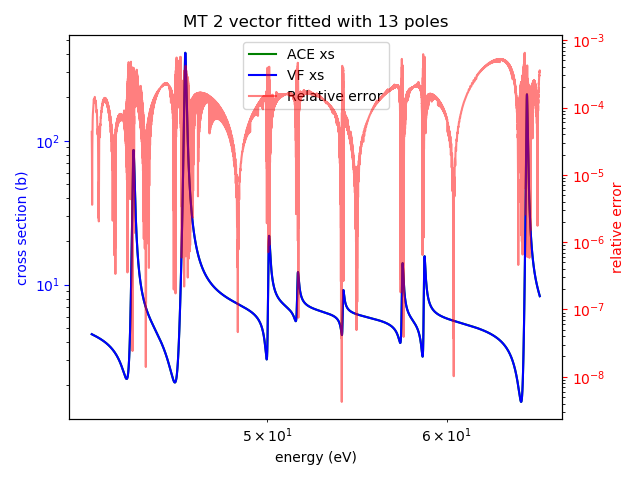 MT 2 vector fitted with 13 poles
ACE xs
VF xs
Relative error
cross section (b)
10²
10¹
10⁻³
10⁻⁴
10⁻⁵
10⁻⁶
10⁻⁷
10⁻⁸
relative error
5 × 10¹
6 × 10¹
energy (eV)